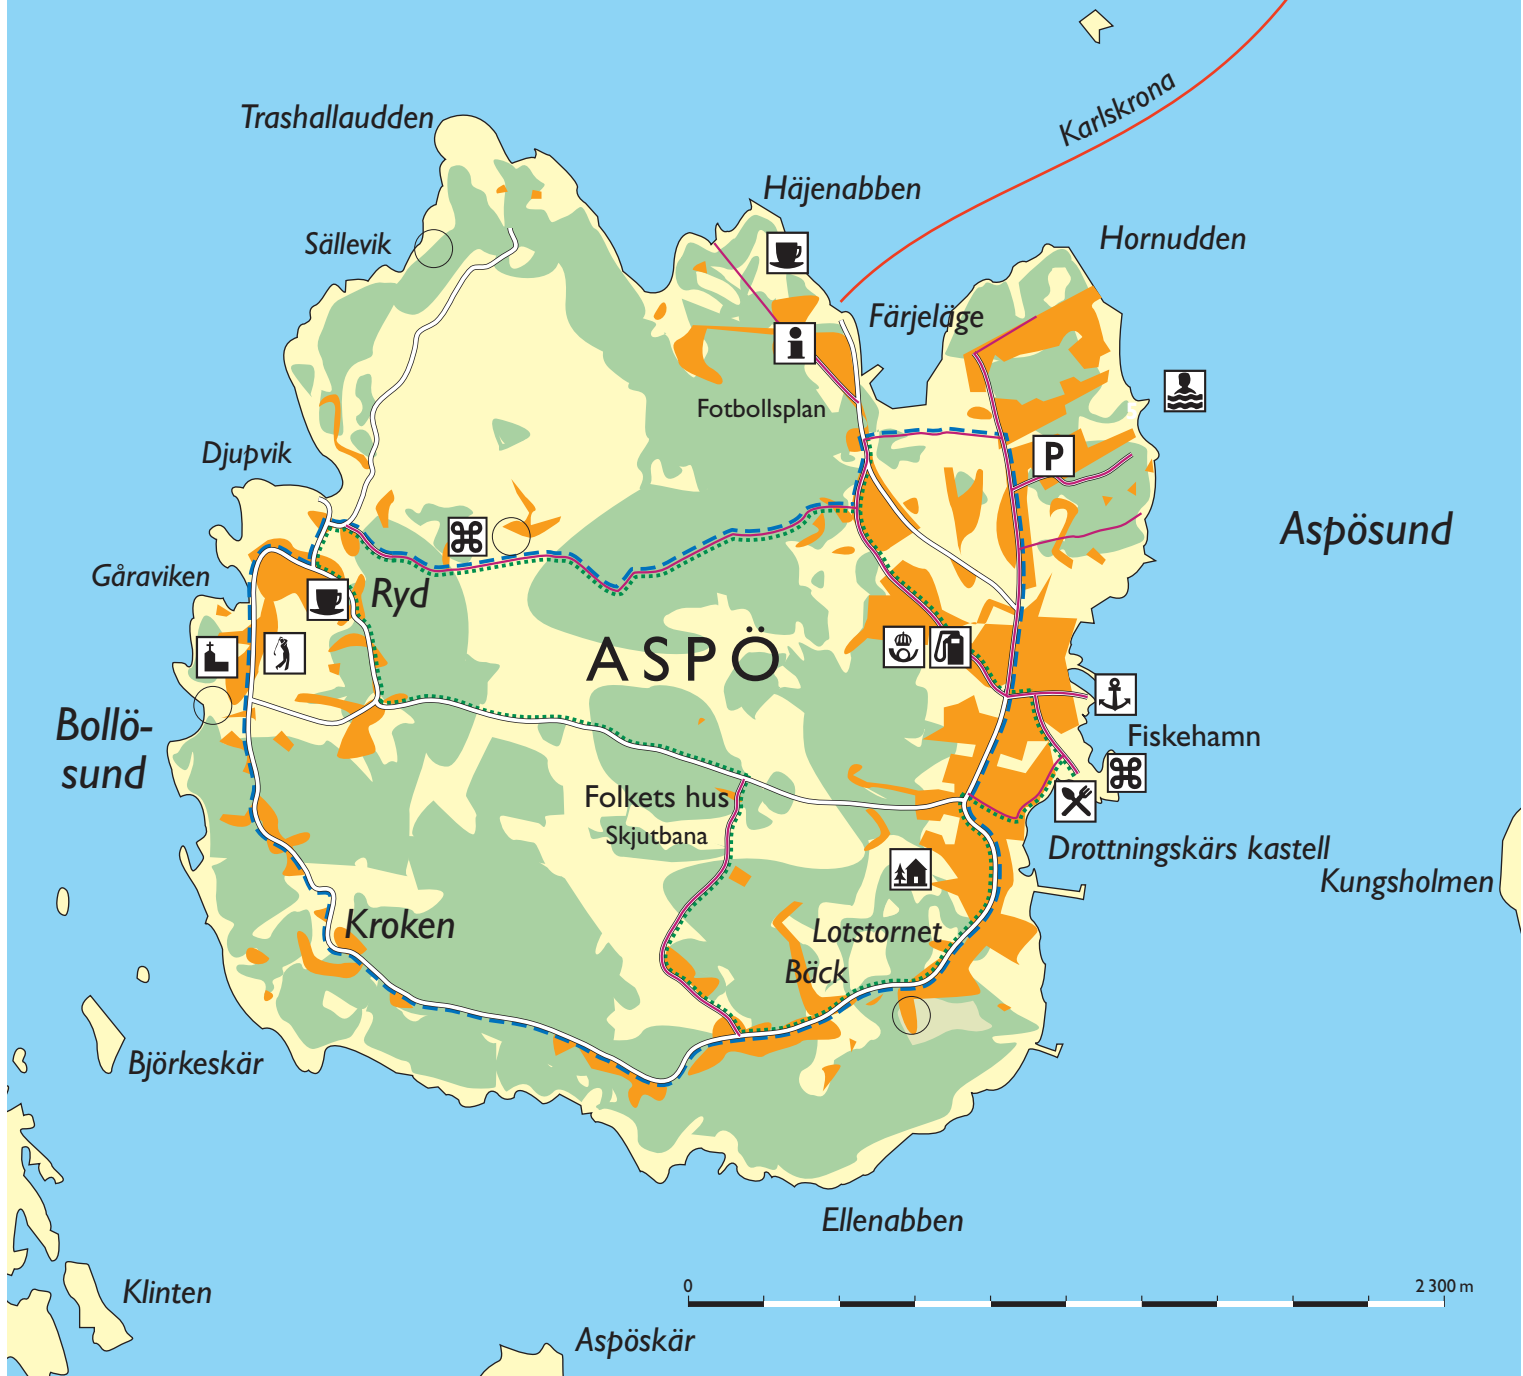 Karlskrona
Trashallaudden
Häjenabben
Sällevik
Hornudden
Färjeläge
Fotbollsplan
Djupvik
P
Aspösund
Gåraviken
Ryd
ASPÖ
Bollö-
sund
Fiskehamn
Folkets hus
Skjutbana
Drottningskärs kastell
Kungsholmen
Kroken
Lotstornet
Bäck
Björkeskär
Ellenabben
Klinten
0
2 300 m
Aspöskär